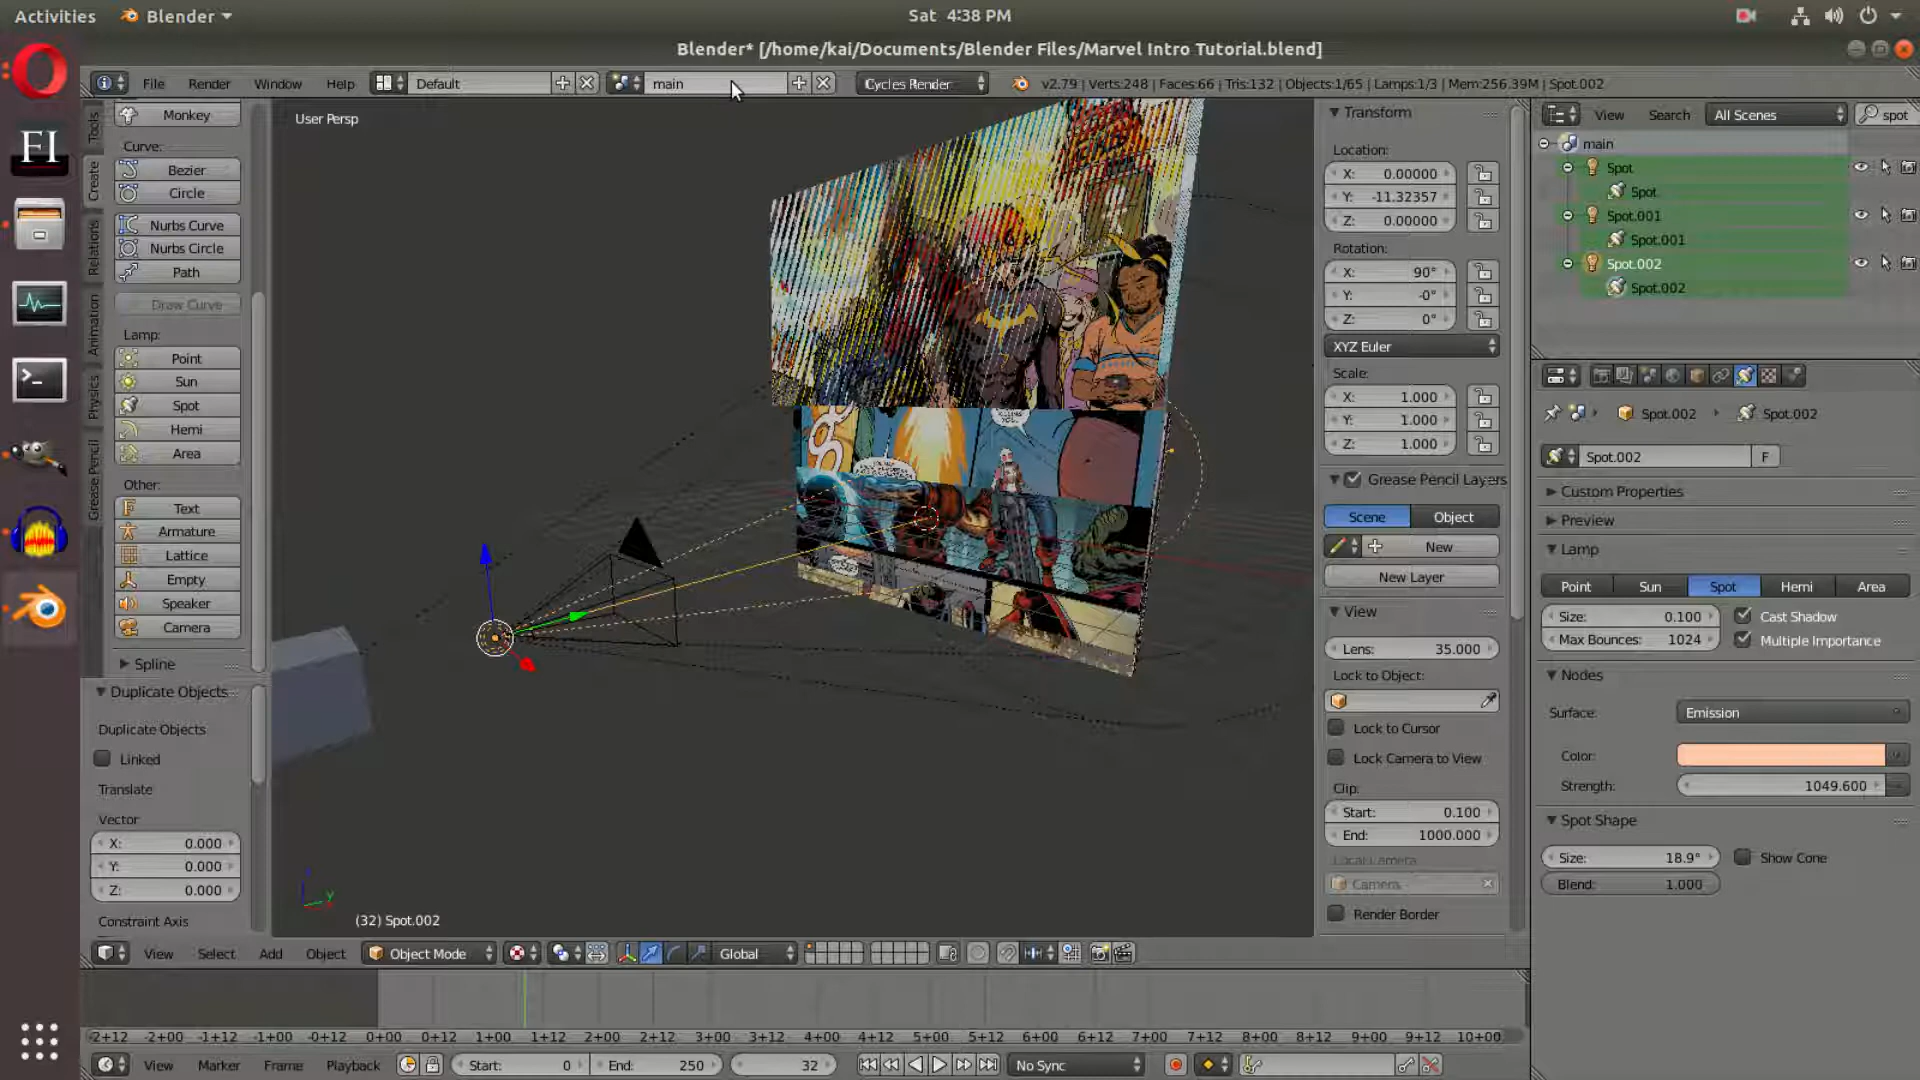 Activities
Blender
Sat 4:38 PM
Blender* [/home/kai/Documents/Blender Files/Marvel Intro Tutorial.blend]
File
Render
Window
Help
Default
main
Cycles Render
v2.79 | Verts:248 | Faces:66 | Tris:132 | Objects:1/65 | Lamps:1/3 | Mem:256.39M | Spot.002
FI
Tools
Create
Relations
Animation
Physics
Grease Pencil
Monkey
Curve:
Bezier
Circle
Nurbs Curve
Nurbs Circle
Path
Draw Curve
Lamp:
Point
Sun
Spot
Hemi
Area
Other:
Text
Armature
Lattice
Empty
Speaker
Camera
Spline
Duplicate Objects
Duplicate Objects
Linked
Translate
Vector
X: 0.000
Y: 0.000
Z: 0.000
Constraint Axis
User Persp
(32) Spot.002
Transform
Location:
X: 0.00000
Y: -11.32357
Z: 0.00000
Rotation:
X: 90°
Y: -0°
Z: 0°
XYZ Euler
Scale:
X: 1.000
Y: 1.000
Z: 1.000
Grease Pencil Layers
Scene
Object
New
New Layer
View
Lens: 35.000
Lock to Object:
Lock to Cursor
Lock Camera to View
Clip:
Start: 0.100
End: 1000.000
Local Camera
Camera
Render Border
View
Search
All Scenes
spot
main
Spot
Spot
Spot.001
Spot.001
Spot.002
Spot.002
Spot.002
Spot.002
Spot.002
F
Custom Properties
Preview
Lamp
Point
Sun
Spot
Hemi
Area
Size: 0.100
Cast Shadow
Max Bounces: 1024
Multiple Importance
Nodes
Surface:
Emission
Color:
Strength: 1049.600
Spot Shape
Size: 18.9°
Show Cone
Blend: 1.000
View
Select
Add
Object
Object Mode
Global
-2+12 -2+00 -1+12 -1+00 -0+12 0+00 0+12 1+00 1+12 2+00 2+12 3+00 3+12 4+00 4+12 5+00 5+12 6+00 6+12 7+00 7+12 8+00 8+12 9+00 9+12 10+00
View
Marker
Frame
Playback
Start: 0
End: 250
32
No Sync